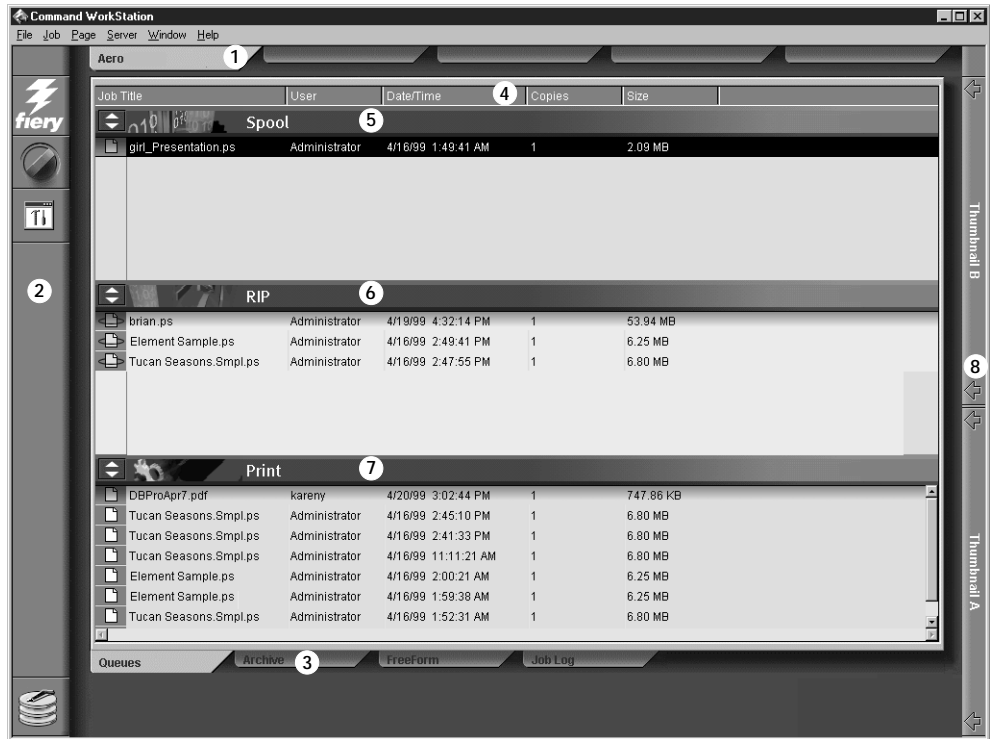 Command WorkStation
File Job Page Server Window Help
Aero 1
Job Title User Date/Time 4 Copies Size
fiery
Spool 5
girl_Presentation.ps Administrator 4/16/99 1:49:41 AM 1 2.09 MB
Thumbnail B
2
RIP 6
brian.ps Administrator 4/19/99 4:32:14 PM 1 53.94 MB
Element Sample.ps Administrator 4/16/99 2:49:41 PM 1 6.25 MB
Tucan Seasons.Smpl.ps Administrator 4/16/99 2:47:55 PM 1 6.80 MB
8
Print 7
DBProApr7.pdf kareny 4/20/99 3:02:44 PM 1 747.86 KB
Tucan Seasons.Smpl.ps Administrator 4/16/99 2:45:10 PM 1 6.80 MB
Tucan Seasons.Smpl.ps Administrator 4/16/99 2:41:33 PM 1 6.80 MB
Tucan Seasons.Smpl.ps Administrator 4/16/99 11:11:21 AM 1 6.80 MB
Element Sample.ps Administrator 4/16/99 2:00:21 AM 1 6.25 MB
Element Sample.ps Administrator 4/16/99 1:59:38 AM 1 6.25 MB
Tucan Seasons.Smpl.ps Administrator 4/16/99 1:52:31 AM 1 6.80 MB
Thumbnail A
Queues Archive 3 FreeForm Job Log